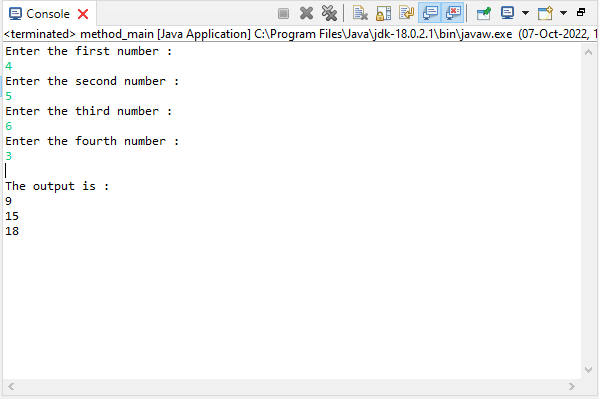 Console
<terminated> method_main [Java Application] C:\Program Files\Java\jdk-18.0.2.1\bin\javaw.exe (07-Oct-2022, 1
Enter the first number :
4
Enter the second number :
5
Enter the third number :
6
Enter the fourth number :
3
The output is :
9
15
18